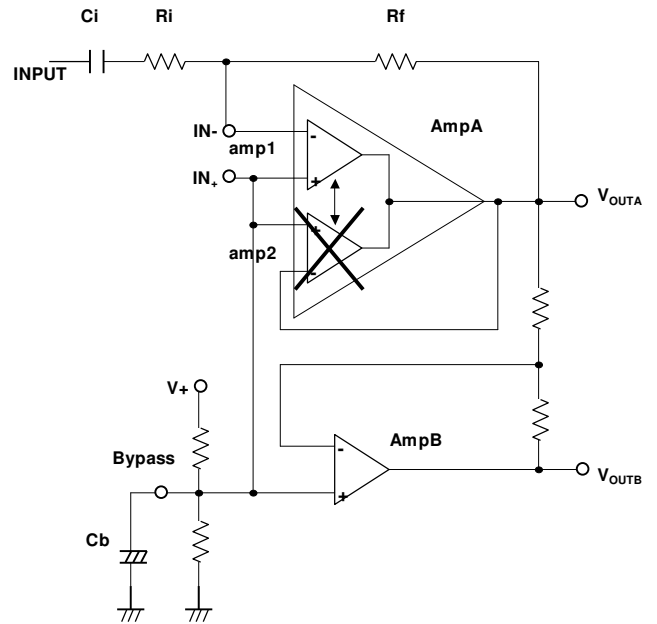 Ci Ri Rf
INPUT
IN- AmpA
amp1 -
IN+ + VOUTA
+
amp2 -
V+
AmpB
Bypass -
+ VOUTB
Cb